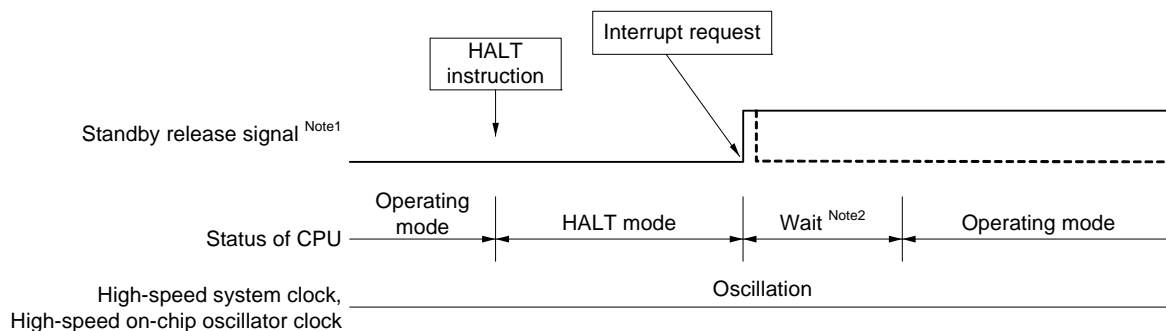 Interrupt request
HALT
instruction
Standby release signal Note1
Status of CPU
Operating
mode
HALT mode
Wait Note2
Operating mode
High-speed system clock,
High-speed on-chip oscillator clock
Oscillation